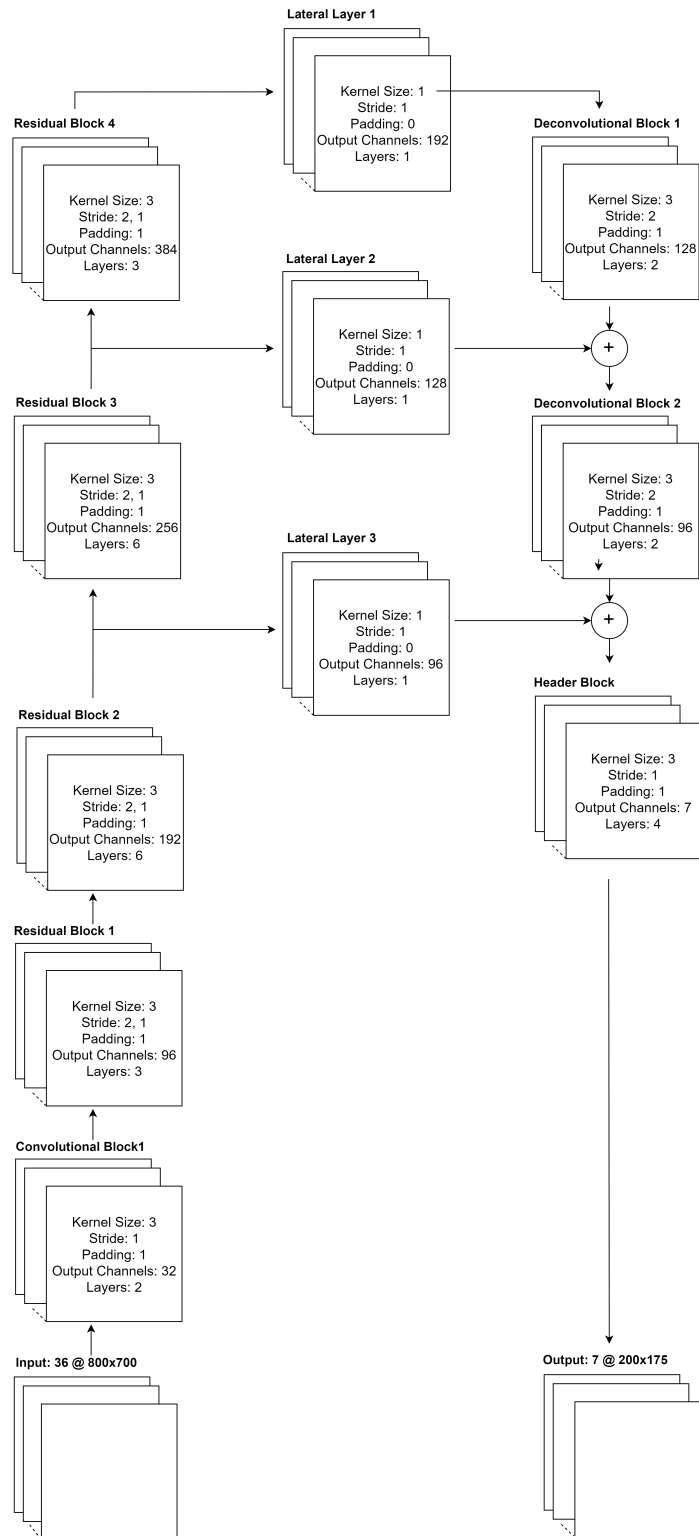 Lateral Layer 1
Kernel Size: 1
Stride: 1
Padding: 0
Output Channels: 192
Layers: 1
Residual Block 4
Kernel Size: 3
Stride: 2, 1
Padding: 1
Output Channels: 384
Layers: 3
Deconvolutional Block 1
Kernel Size: 3
Stride: 2
Padding: 1
Output Channels: 128
Layers: 2
Lateral Layer 2
Kernel Size: 1
Stride: 1
Padding: 0
Output Channels: 128
Layers: 1
+
Residual Block 3
Kernel Size: 3
Stride: 2, 1
Padding: 1
Output Channels: 256
Layers: 6
Deconvolutional Block 2
Kernel Size: 3
Stride: 2
Padding: 1
Output Channels: 96
Layers: 2
Lateral Layer 3
Kernel Size: 1
Stride: 1
Padding: 0
Output Channels: 96
Layers: 1
+
Header Block
Kernel Size: 3
Stride: 1
Padding: 1
Output Channels: 7
Layers: 4
Residual Block 2
Kernel Size: 3
Stride: 2, 1
Padding: 1
Output Channels: 192
Layers: 6
Residual Block 1
Kernel Size: 3
Stride: 2, 1
Padding: 1
Output Channels: 96
Layers: 3
Convolutional Block1
Kernel Size: 3
Stride: 1
Padding: 1
Output Channels: 32
Layers: 2
Input: 36 @ 800x700
Output: 7 @ 200x175